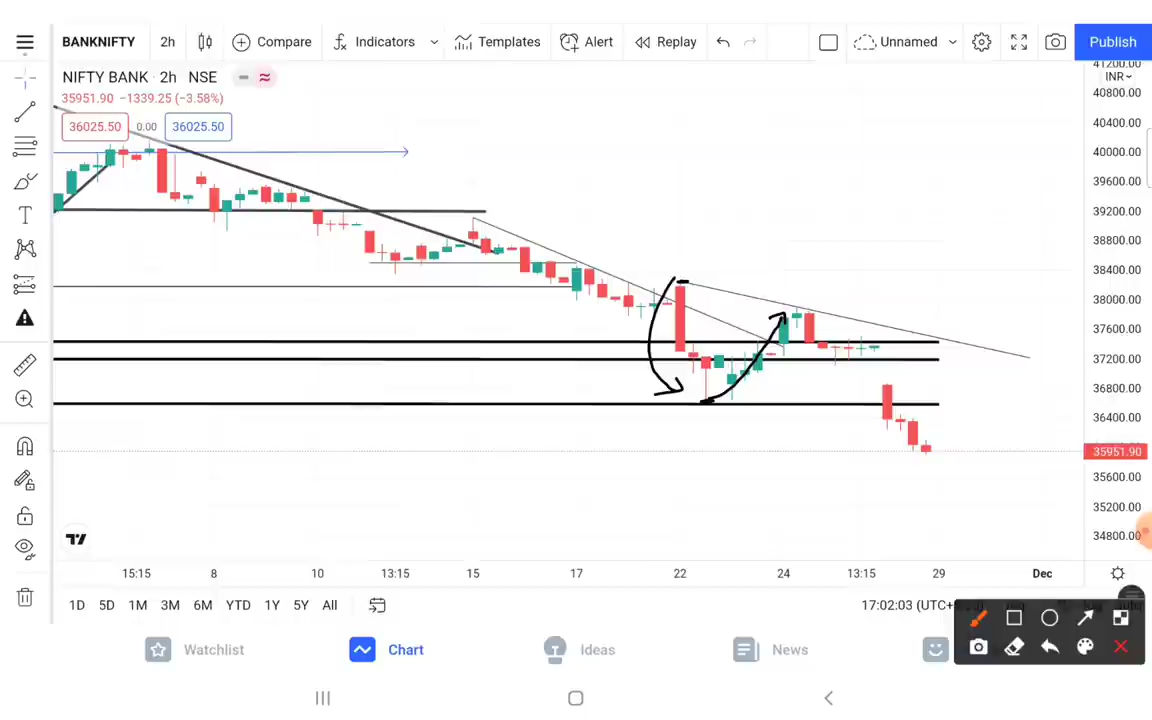 BANKNIFTY 2h Compare Indicators Templates Alert Replay Unnamed Publish
NIFTY BANK · 2h NSE
35951.90 −1339.25 (−3.58%)
36025.50 0.00 36025.50
41200.00
INR
40800.00
40400.00
40000.00
39600.00
39200.00
38800.00
38400.00
38000.00
37600.00
37200.00
36800.00
36400.00
35951.90
35600.00
35200.00
34800.00
15:15 8 10 13:15 15 17 22 24 13:15 29 Dec
1D 5D 1M 3M 6M YTD 1Y 5Y All 17:02:03 (UTC+
Watchlist Chart Ideas News